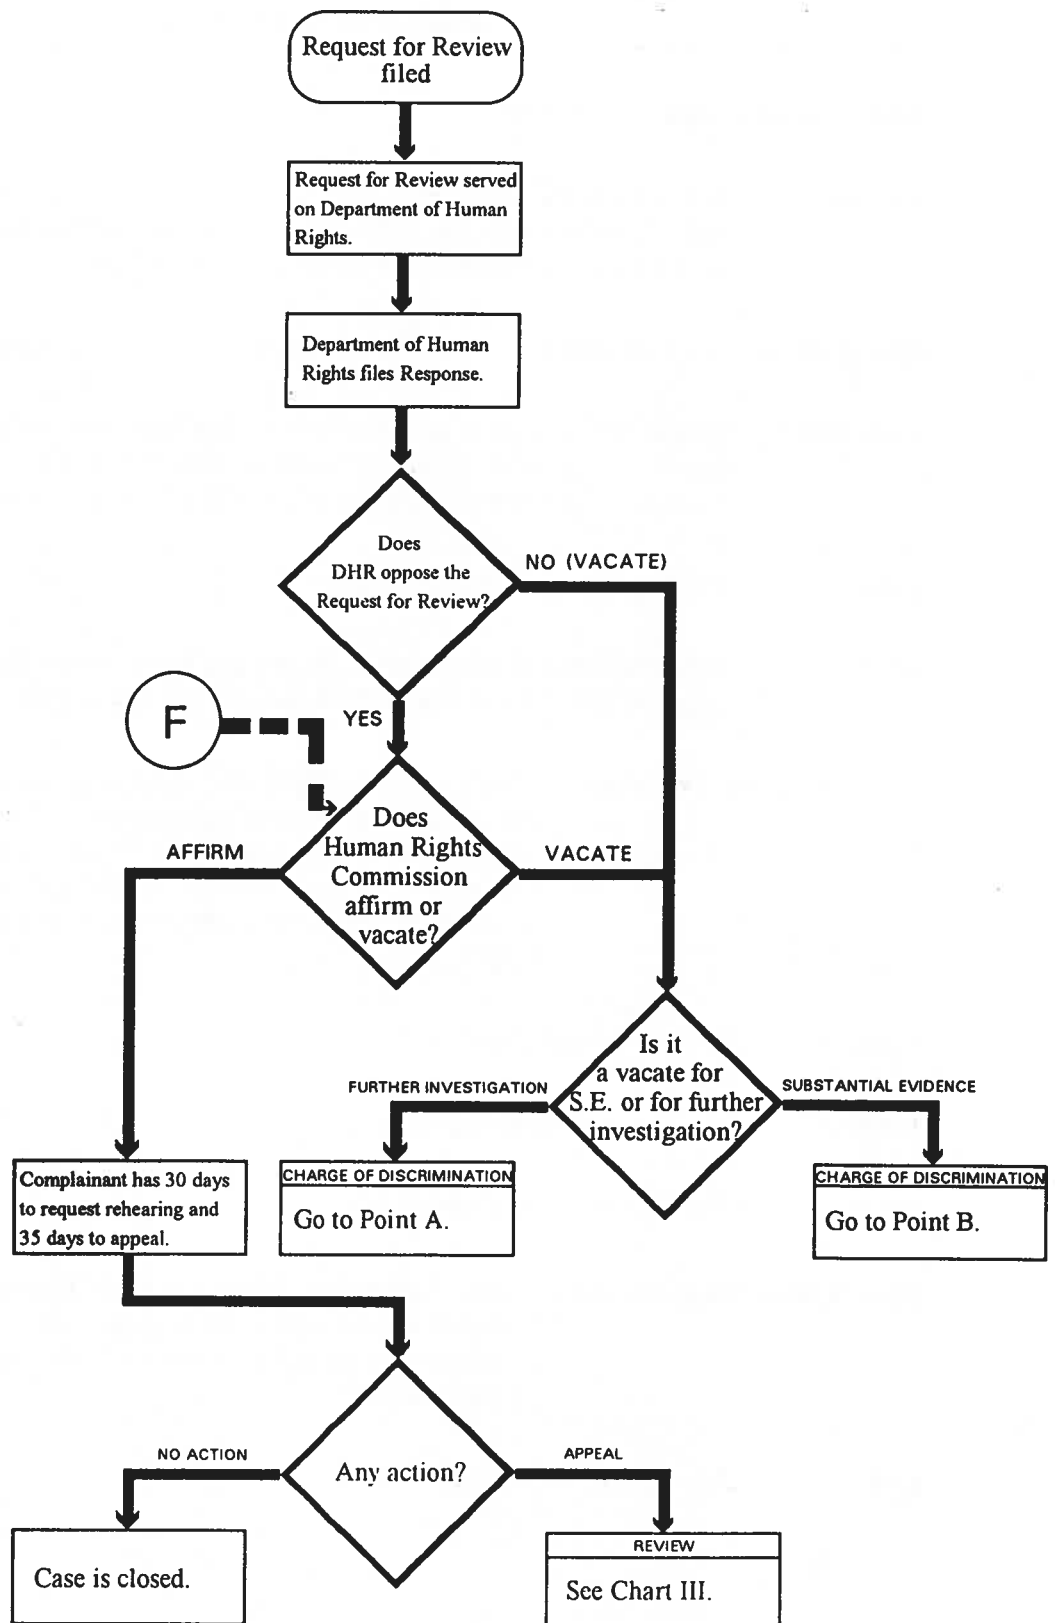 Request for Review
filed
Request for Review served
on Department of Human
Rights.
Department of Human
Rights files Response.
Does
DHR oppose the
Request for Review?
NO (VACATE)
YES
F
Does
Human Rights
Commission
affirm or
vacate?
AFFIRM
VACATE
Is it
a vacate for
S.E. or for further
investigation?
FURTHER INVESTIGATION
SUBSTANTIAL EVIDENCE
Complainant has 30 days
to request rehearing and
35 days to appeal.
CHARGE OF DISCRIMINATION
Go to Point A.
CHARGE OF DISCRIMINATION
Go to Point B.
Any action?
NO ACTION
APPEAL
Case is closed.
REVIEW
See Chart III.